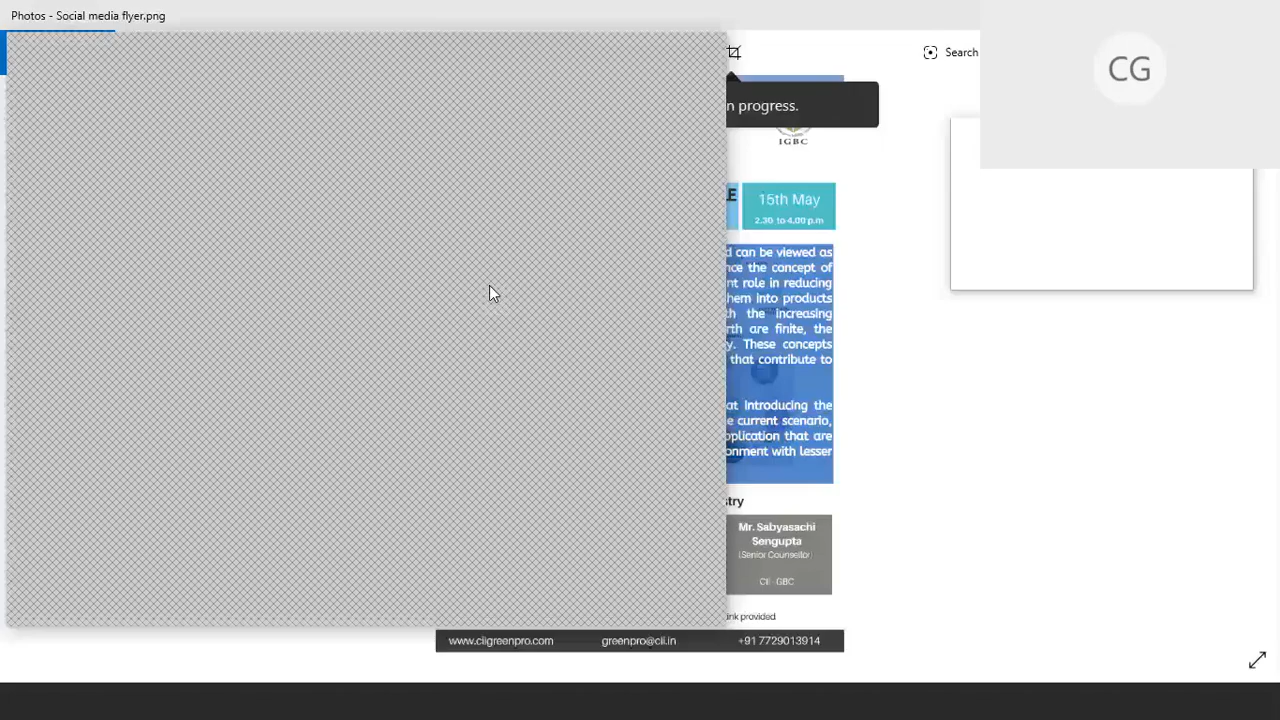 Photos - Social media flyer.png
Search
CG
n progress.
IGBC
E
15th May
2.30 to 4.00 p.m
d can be viewed as
nce the concept of
nt role in reducing
hem into products
h the increasing
rth are finite, the
y. These concepts
that contribute to
at introducing the
e current scenario,
pplication that are
onment with lesser
stry
Mr. Sabyasachi
Sengupta
(Senior Counsellor)
CII - GBC
link provided
www.ciigreenpro.com greenpro@cii.in +91 7729013914